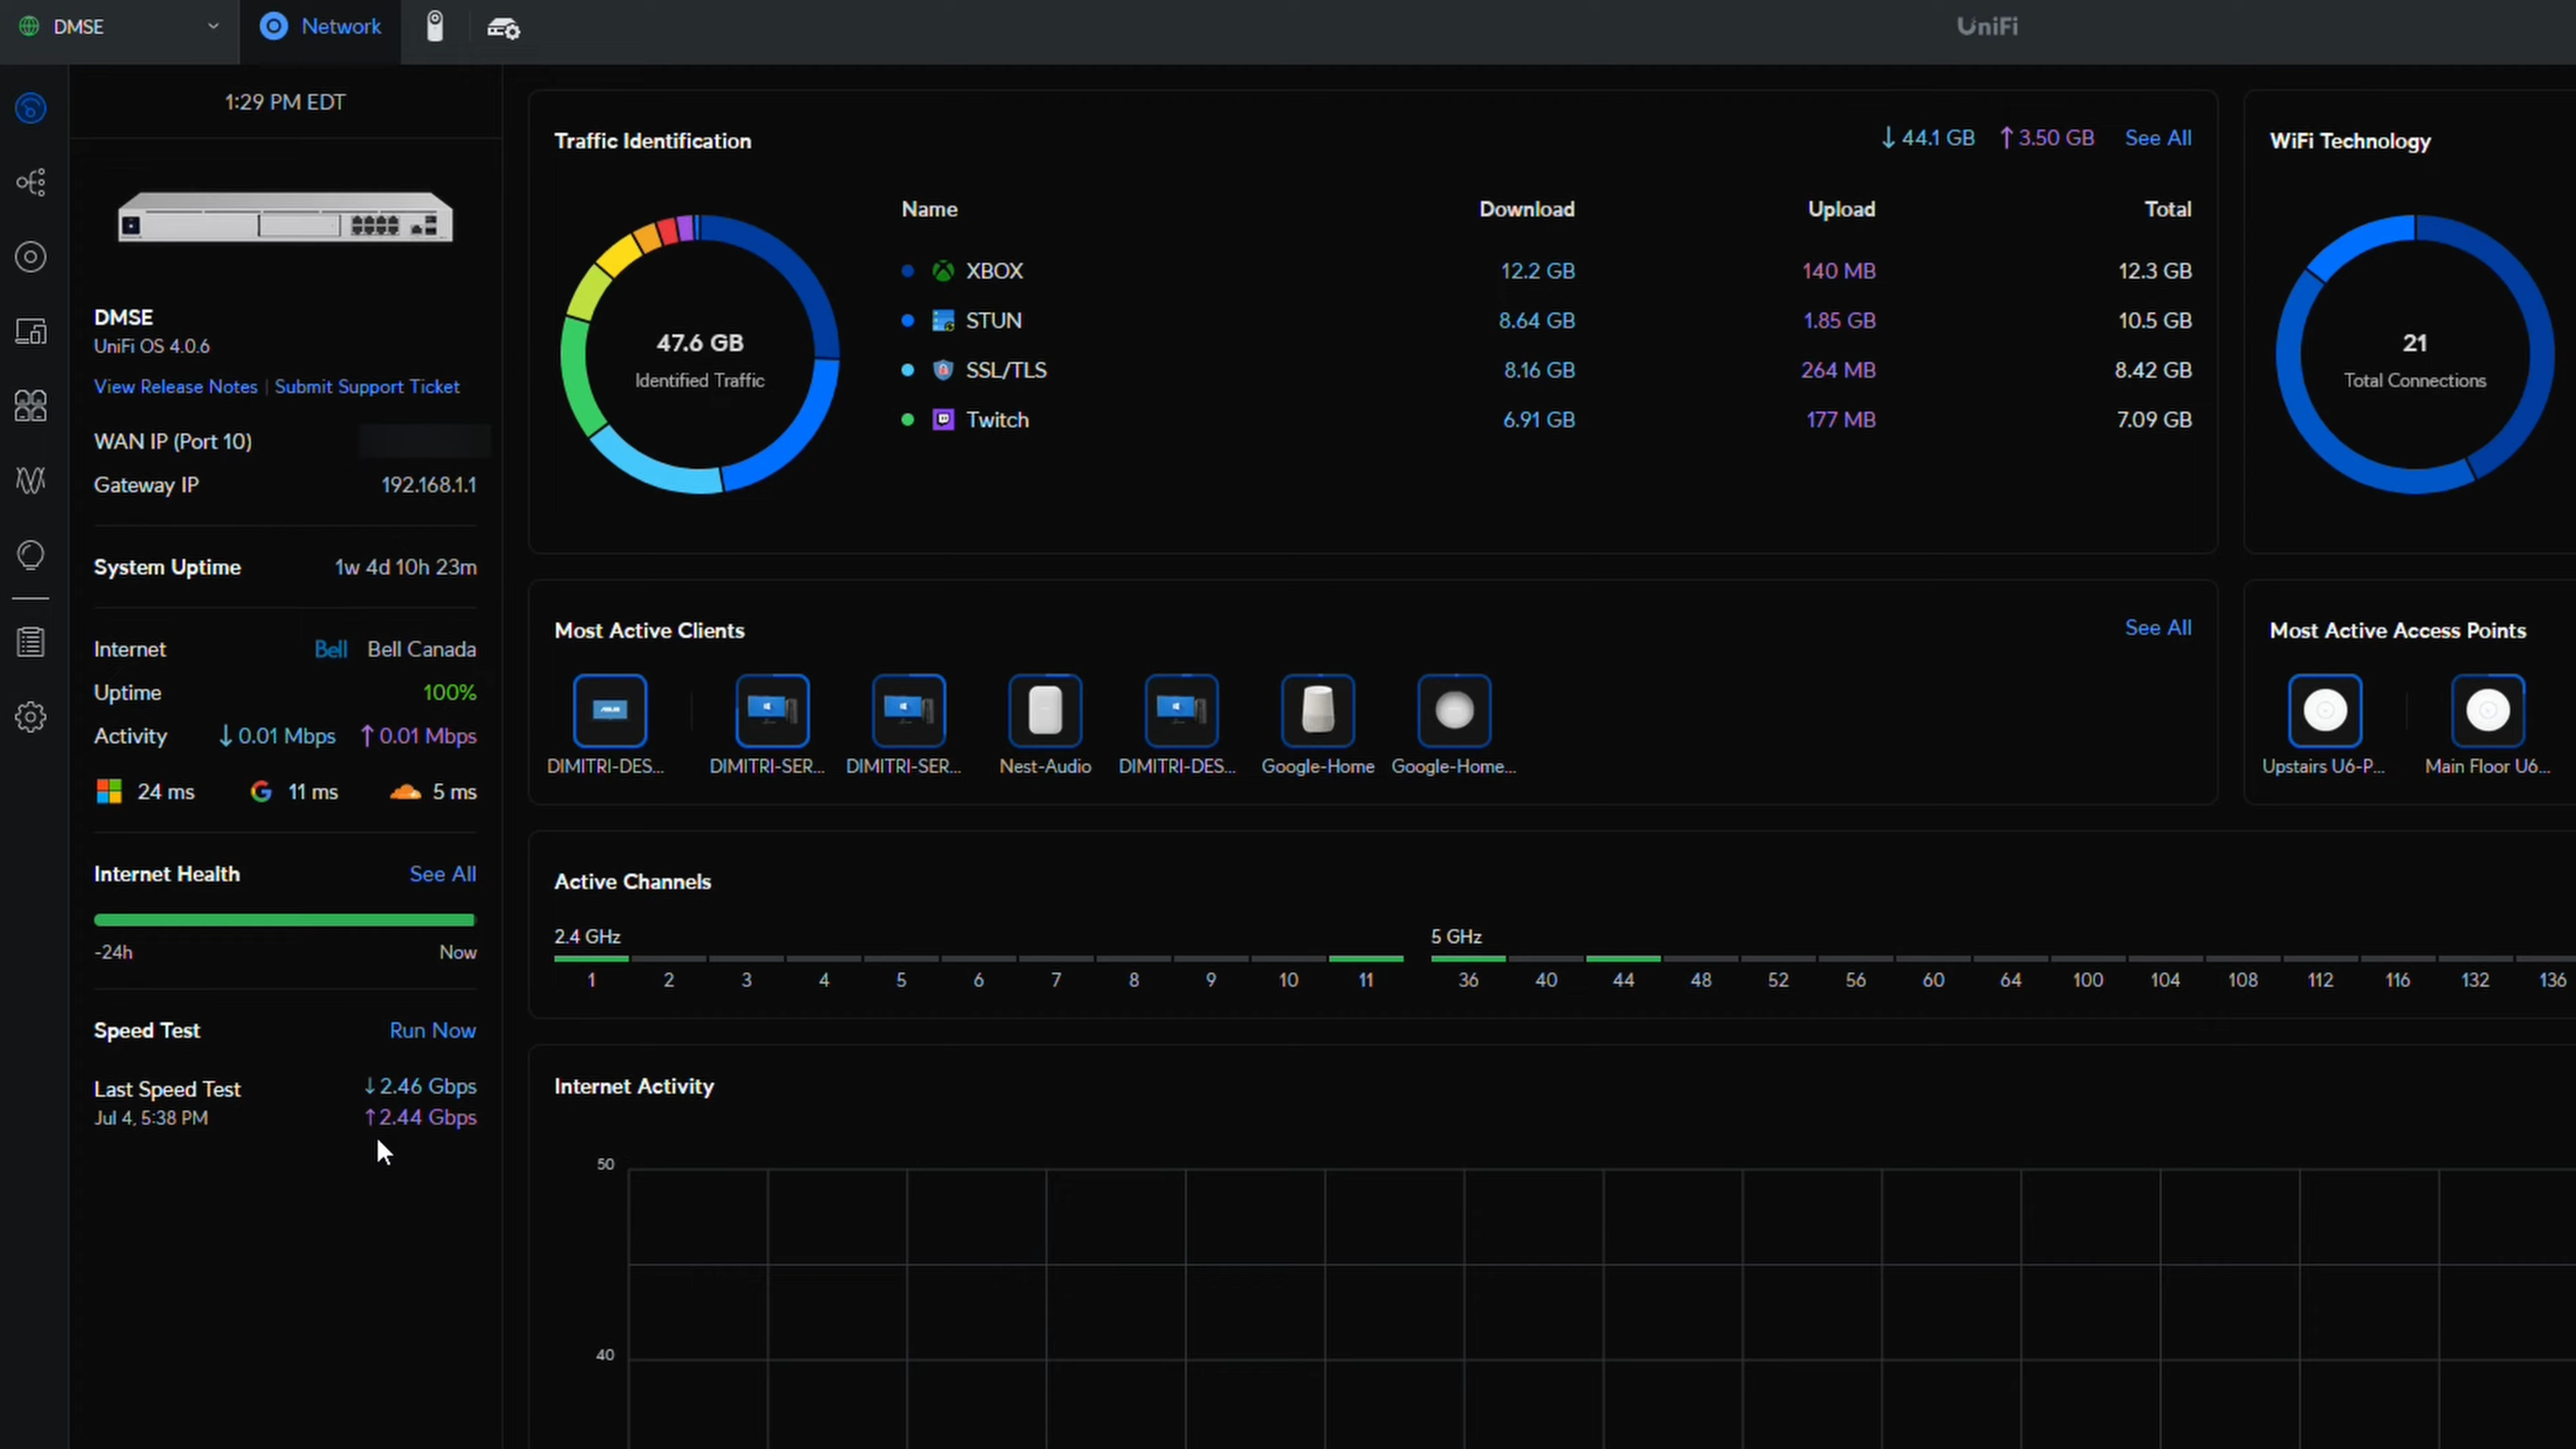 DMSE
Network
UniFi
1:29 PM EDT
DMSE
UniFi OS 4.0.6
View Release Notes | Submit Support Ticket
WAN IP (Port 10)
Gateway IP 192.168.1.1
System Uptime 1w 4d 10h 23m
Internet Bell Bell Canada
Uptime 100%
Activity ↓ 0.01 Mbps ↑ 0.01 Mbps
24 ms G 11 ms 5 ms
Internet Health See All
-24h Now
Speed Test Run Now
Last Speed Test ↓ 2.46 Gbps
Jul 4, 5:38 PM ↑ 2.44 Gbps
Traffic Identification ↓ 44.1 GB ↑ 3.50 GB See All
47.6 GB
Identified Traffic
Name Download Upload Total
XBOX 12.2 GB 140 MB 12.3 GB
STUN 8.64 GB 1.85 GB 10.5 GB
SSL/TLS 8.16 GB 264 MB 8.42 GB
Twitch 6.91 GB 177 MB 7.09 GB
WiFi Technology
21
Total Connections
Most Active Clients See All
ASUS
DIMITRI-DES... DIMITRI-SER... DIMITRI-SER... Nest-Audio DIMITRI-DES... Google-Home Google-Home...
Most Active Access Points
Upstairs U6-P... Main Floor U6...
Active Channels
2.4 GHz
1 2 3 4 5 6 7 8 9 10 11
5 GHz
36 40 44 48 52 56 60 64 100 104 108 112 116 132 136
Internet Activity
50
40